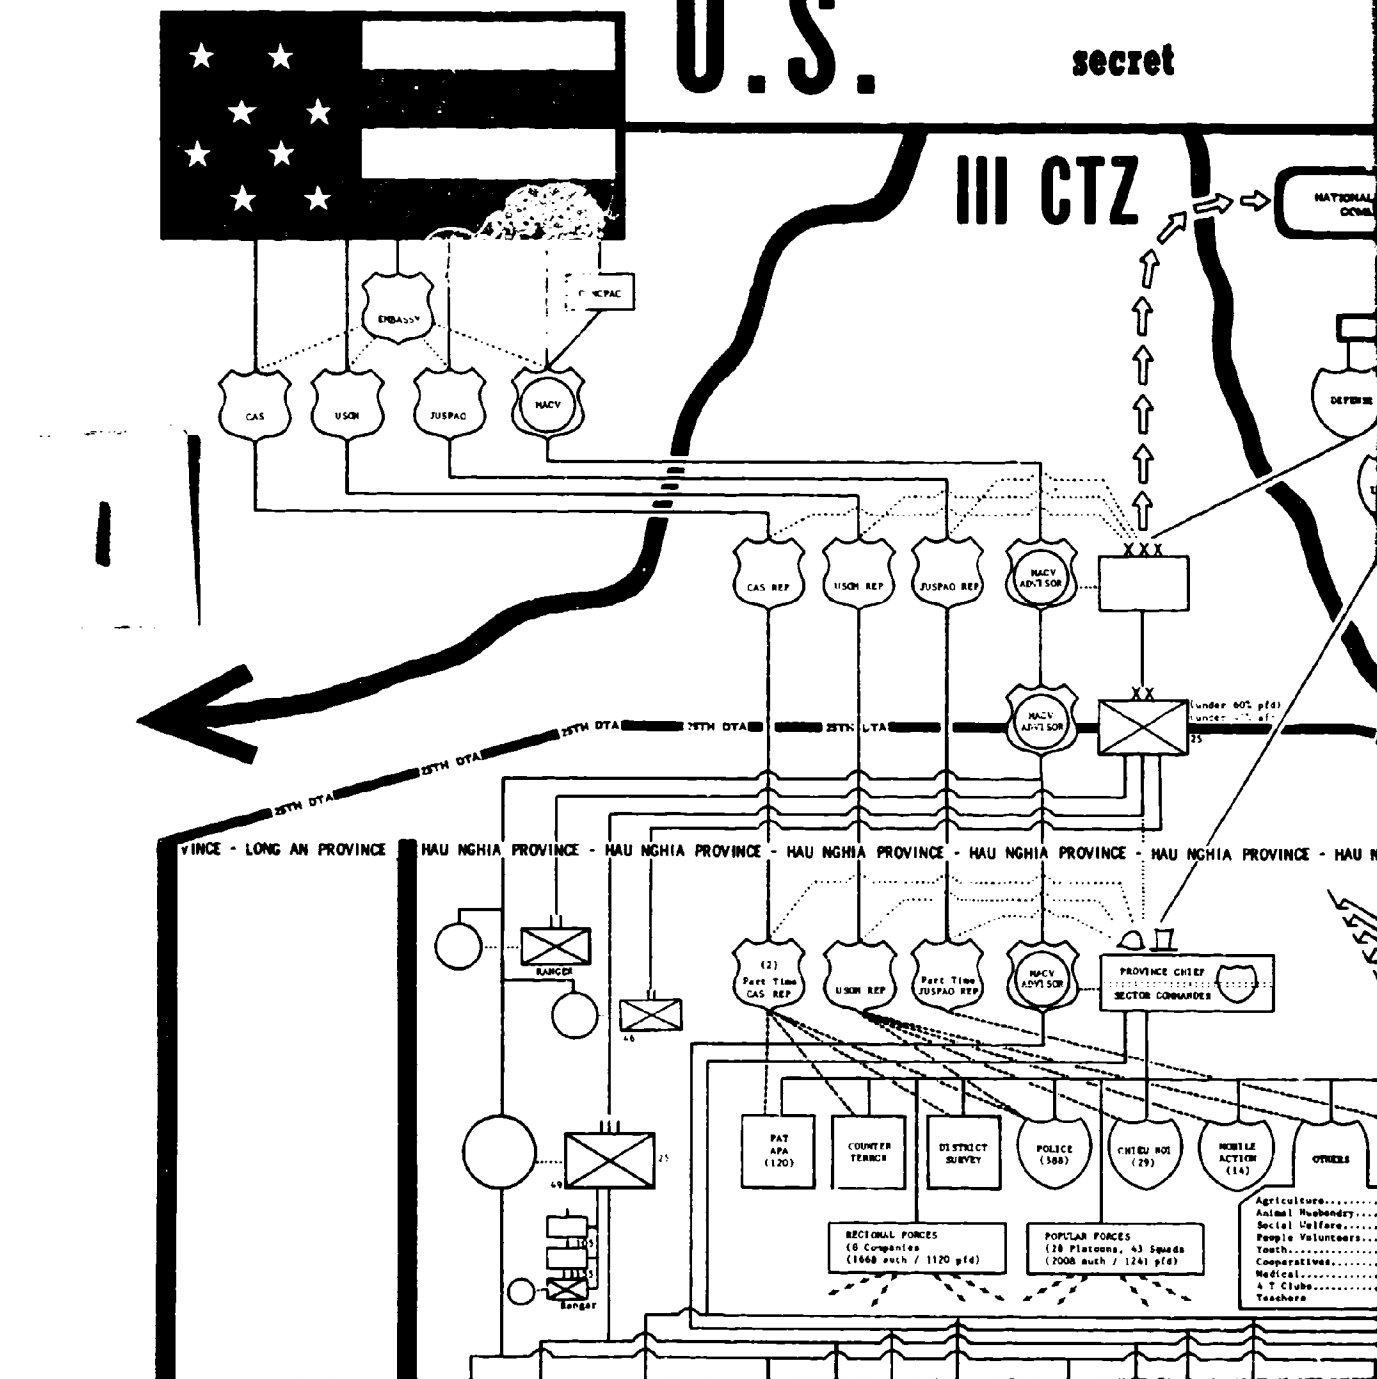 U.S.
secret
III CTZ
NATIONAL
EMBASSY
CAS
USOM
JUSPAO
MACV
DEFENSE
CAS REP
USOM REP
JUSPAO REP
MACV
ADVISOR
XXX
MACV
ADVISOR
XX
(under 60% pfd)
25
25TH DTA
25TH DTA
25TH DTA
25TH DTA
25TH DTA
VINCE - LONG AN PROVINCE
HAU NGHIA PROVINCE - HAU NGHIA PROVINCE - HAU NGHIA PROVINCE - HAU NGHIA PROVINCE - HAU NGHIA PROVINCE - HAU N
RANGER
46
(2)
Part Time
CAS REP
USOM REP
Part Time
JUSPAO REP
MACV
ADVISOR
PROVINCE CHIEF
SECTOR COMMANDER
PAT
APA
(120)
COUNTER
TERROR
DISTRICT
SURVEY
POLICE
(388)
CHIEU HOI
(29)
MOBILE
ACTION
(14)
OTHERS
25
49
105
155
Ranger
REGIONAL FORCES
(8 Companies
(1668 auth / 1120 pfd)
POPULAR FORCES
(28 Platoons, 43 Squads
(2008 auth / 1241 pfd)
Agriculture......
Animal Husbandry...
Social Welfare....
People Volunteers..
Youth............
Cooperatives......
Medical..........
4 T Clubs........
Teachers